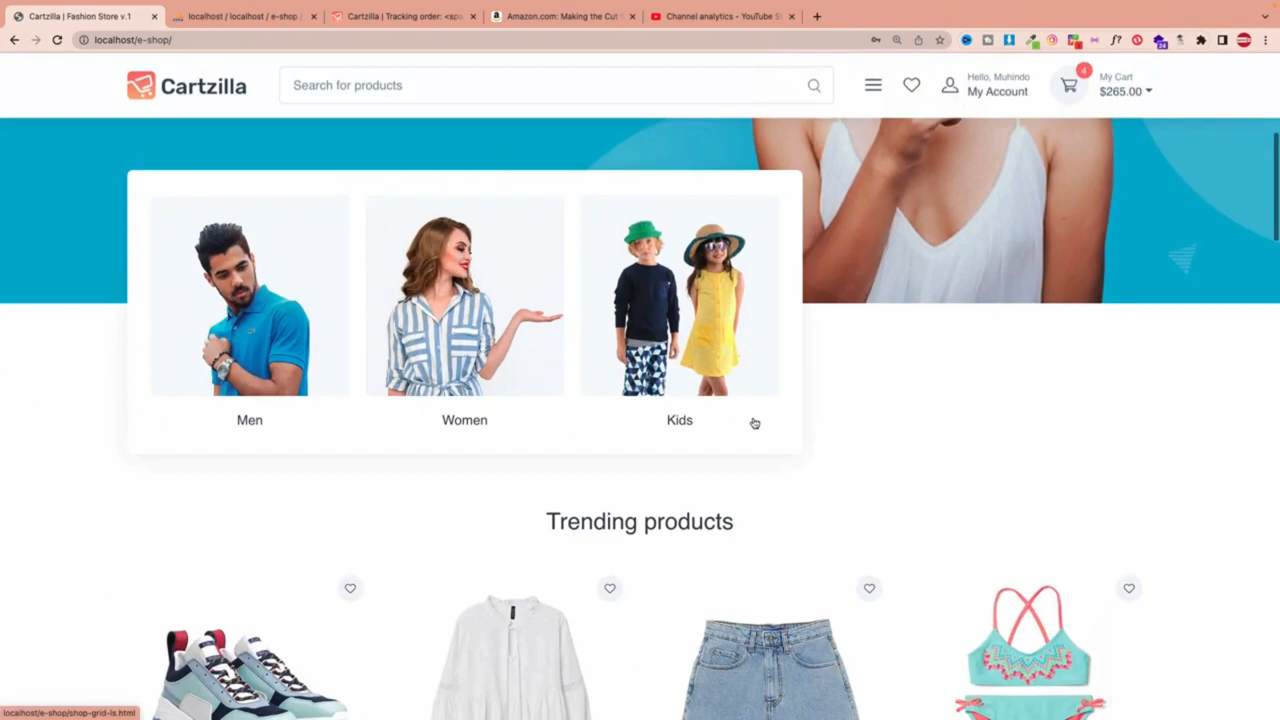 Cartzilla | Fashion Store v.1
localhost / localhost / e-shop /
Cartzilla | Tracking order: <spa
Amazon.com: Making the Cut
Channel analytics - YouTube S
localhost/e-shop/
Cartzilla
Search for products
Hello, Muhindo
My Account
4
My Cart
$265.00
Men
Women
Kids
Trending products
localhost/e-shop/shop-grid-ls.html